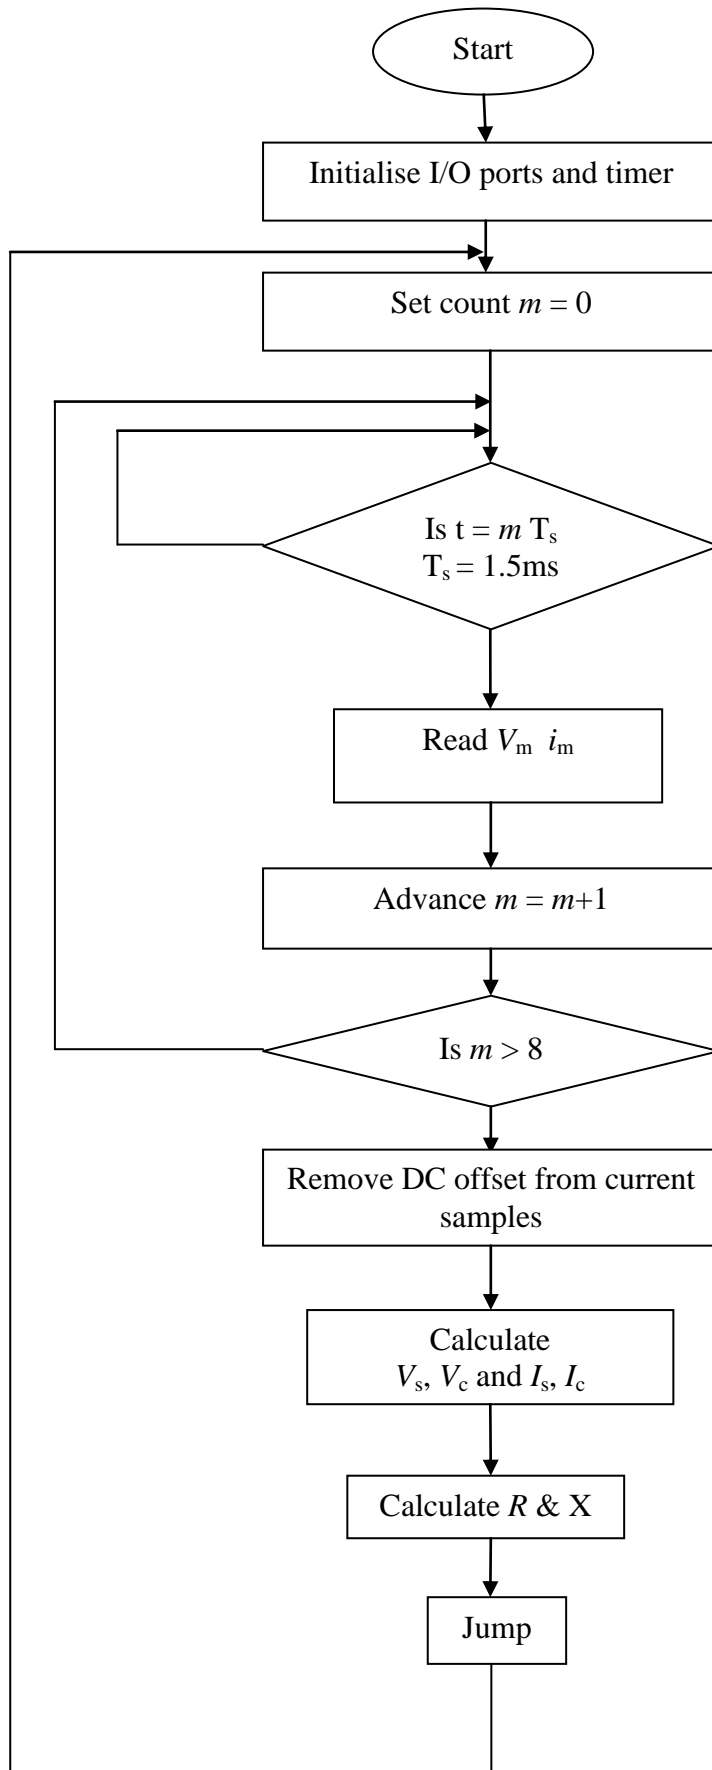 Start
Initialise I/O ports and timer
Set count m = 0
Is t = m Ts
Ts = 1.5ms
Read Vm im
Advance m = m+1
Is m > 8
Remove DC offset from current
samples
Calculate
Vs, Vc and Is, Ic
Calculate R & X
Jump